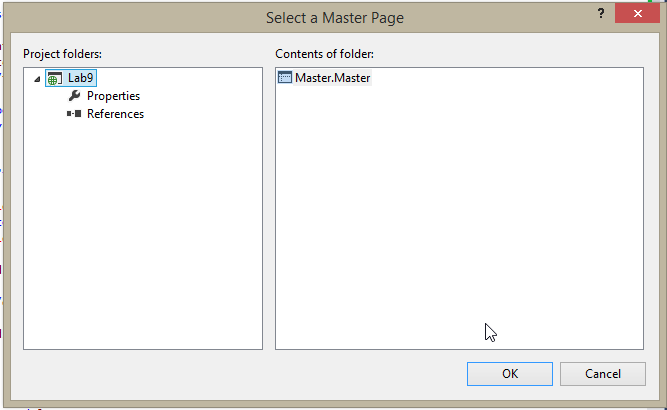 Select a Master Page
?
Project folders:
Contents of folder:
Lab9
Properties
References
Master.Master
OK
Cancel